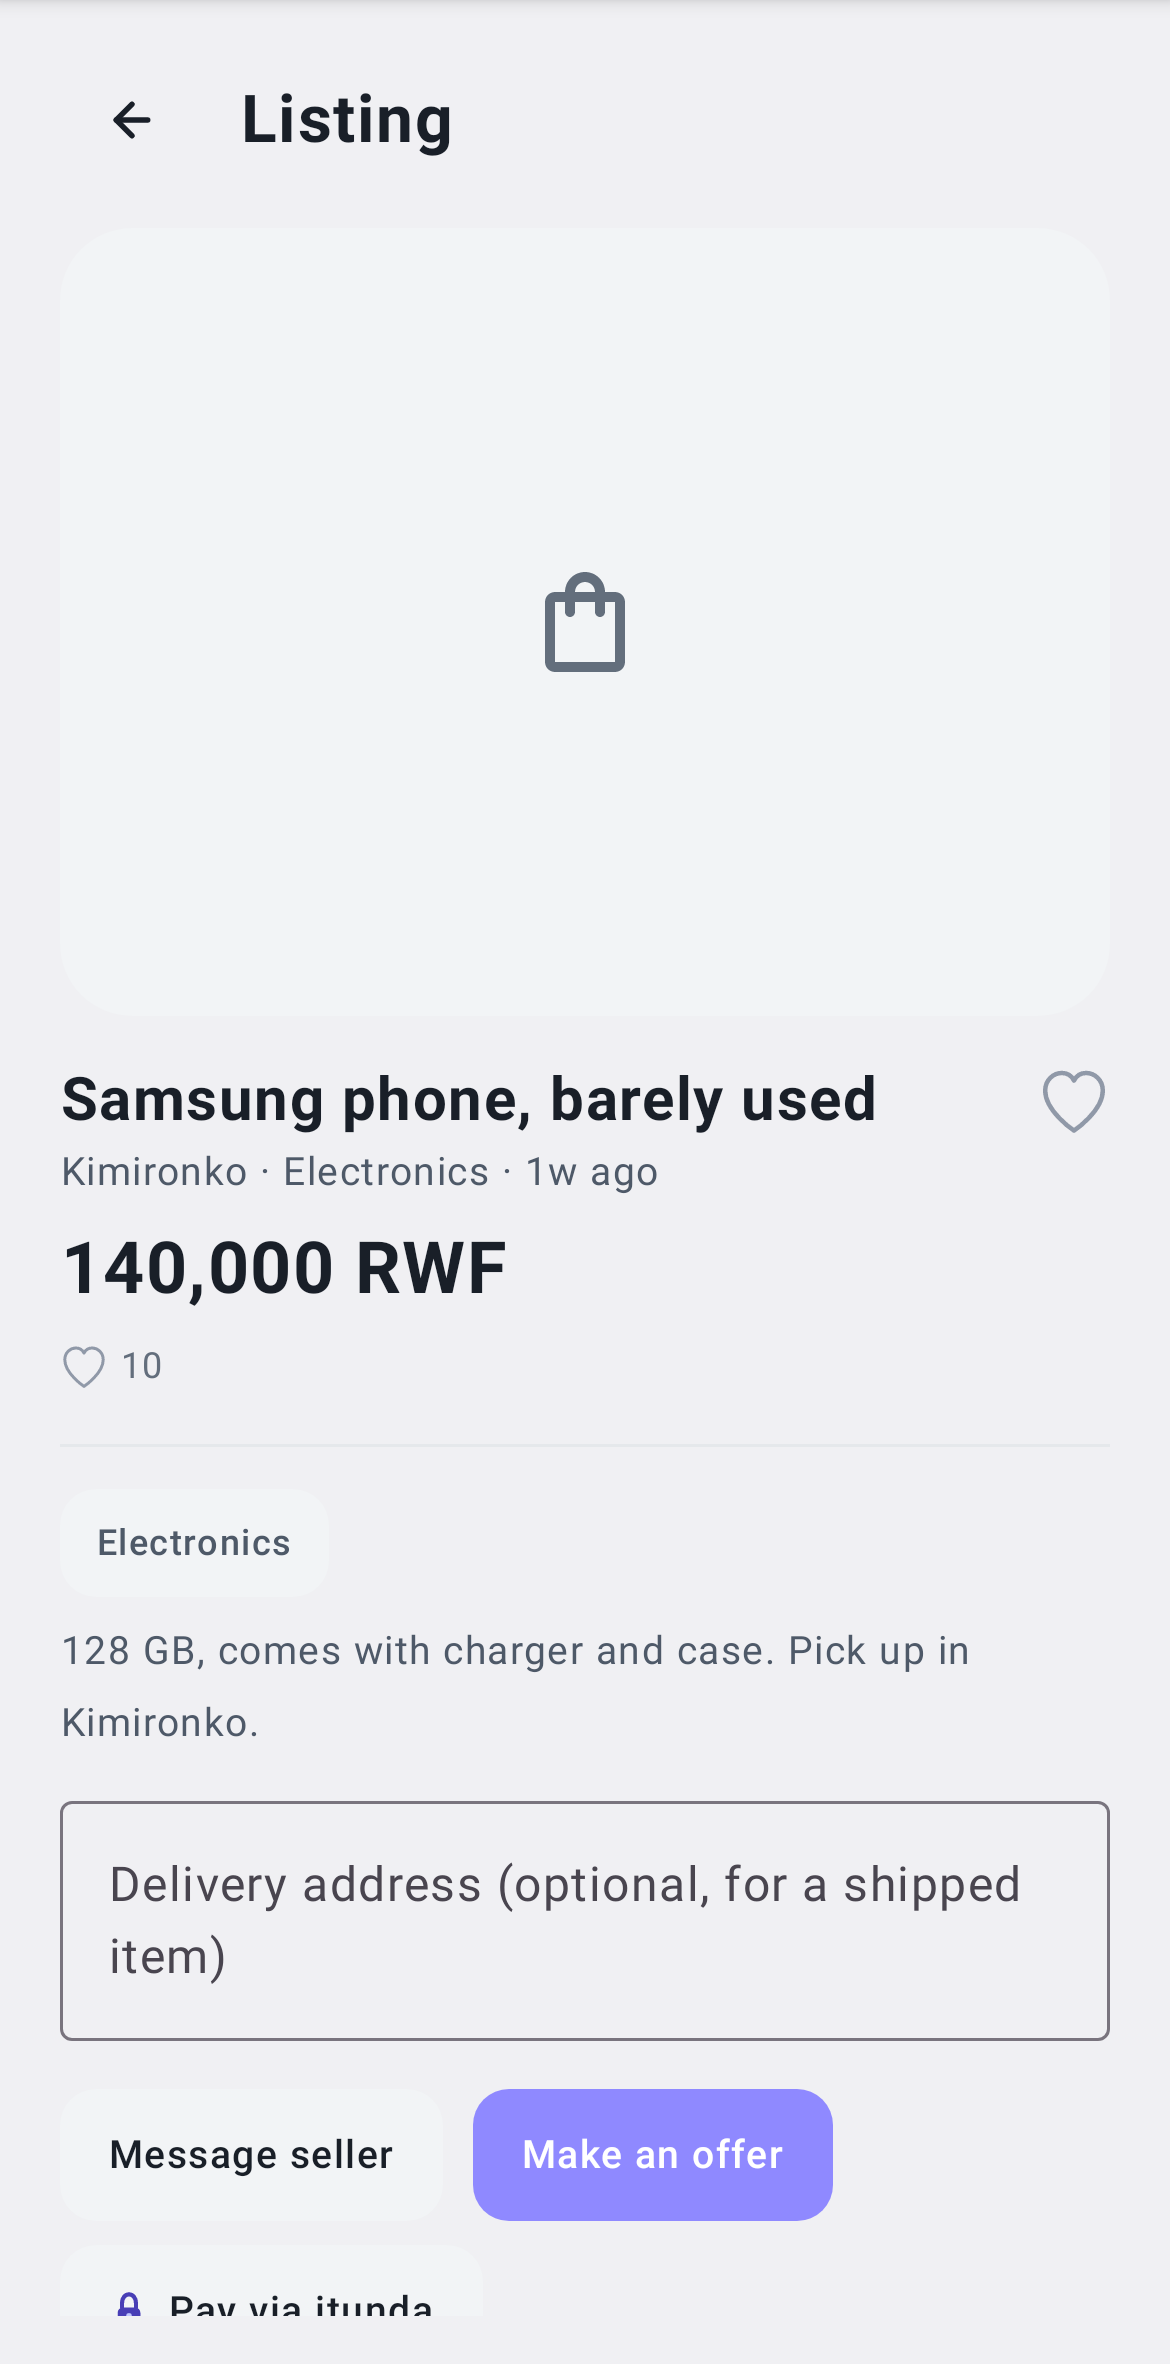 Listing
Samsung phone, barely used
Kimironko · Electronics · 1w ago
140,000 RWF
10
Electronics
128 GB, comes with charger and case. Pick up in
Kimironko.
Delivery address (optional, for a shipped
item)
Message seller
Make an offer
Pay via itunda